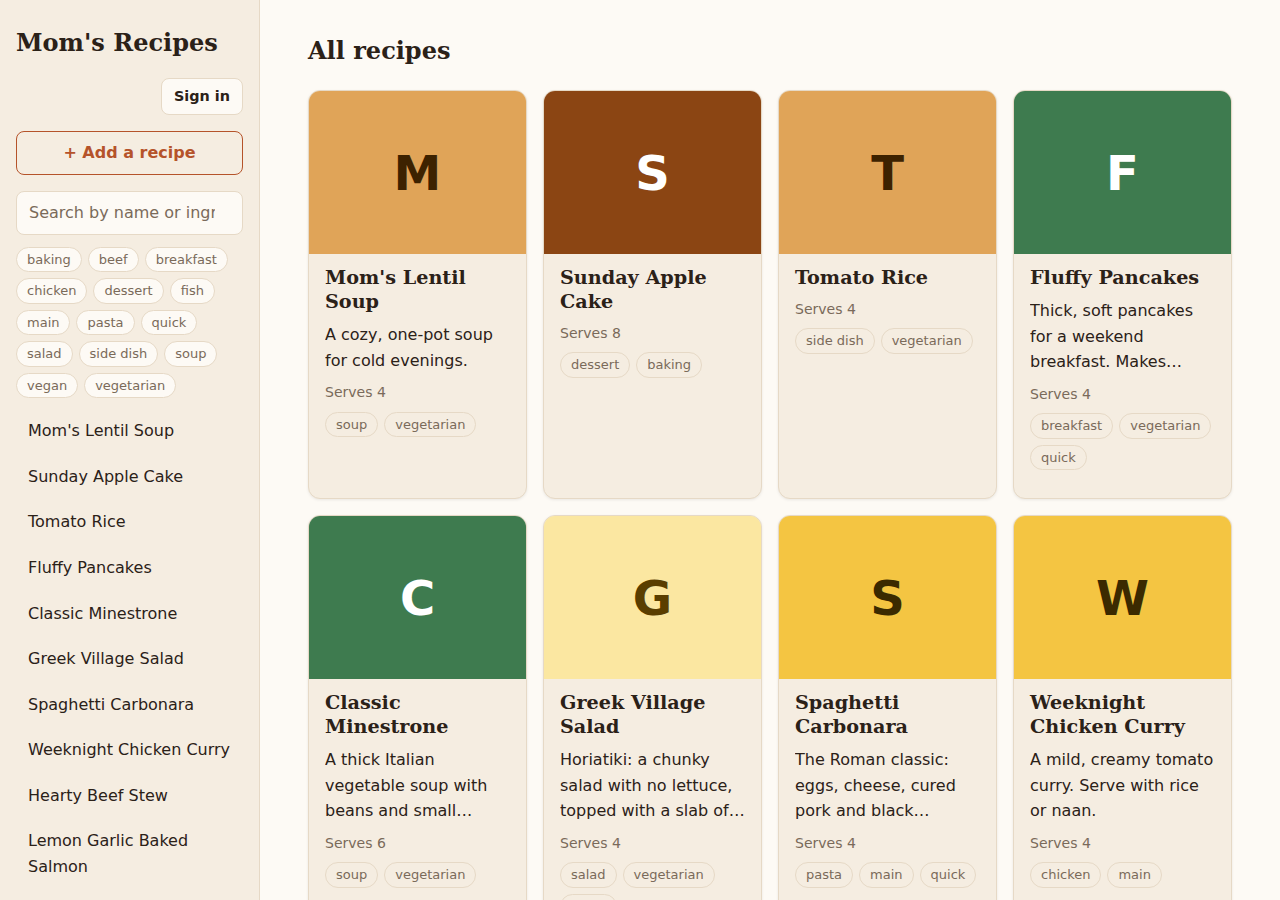 Mom's Recipes
Sign in
+ Add a recipe
Search by name or ingr
baking beef breakfast
chicken dessert fish
main pasta quick
salad side dish soup
vegan vegetarian
Mom's Lentil Soup
Sunday Apple Cake
Tomato Rice
Fluffy Pancakes
Classic Minestrone
Greek Village Salad
Spaghetti Carbonara
Weeknight Chicken Curry
Hearty Beef Stew
Lemon Garlic Baked
Salmon
All recipes
M
Mom's Lentil
Soup
A cozy, one-pot soup
for cold evenings.
Serves 4
soup vegetarian
S
Sunday Apple
Cake
Serves 8
dessert baking
T
Tomato Rice
Serves 4
side dish vegetarian
F
Fluffy Pancakes
Thick, soft pancakes
for a weekend
breakfast. Makes…
Serves 4
breakfast vegetarian
quick
C
Classic
Minestrone
A thick Italian
vegetable soup with
beans and small…
Serves 6
soup vegetarian
G
Greek Village
Salad
Horiatiki: a chunky
salad with no lettuce,
topped with a slab of…
Serves 4
salad vegetarian
S
Spaghetti
Carbonara
The Roman classic:
eggs, cheese, cured
pork and black…
Serves 4
pasta main quick
W
Weeknight
Chicken Curry
A mild, creamy tomato
curry. Serve with rice
or naan.
Serves 4
chicken main